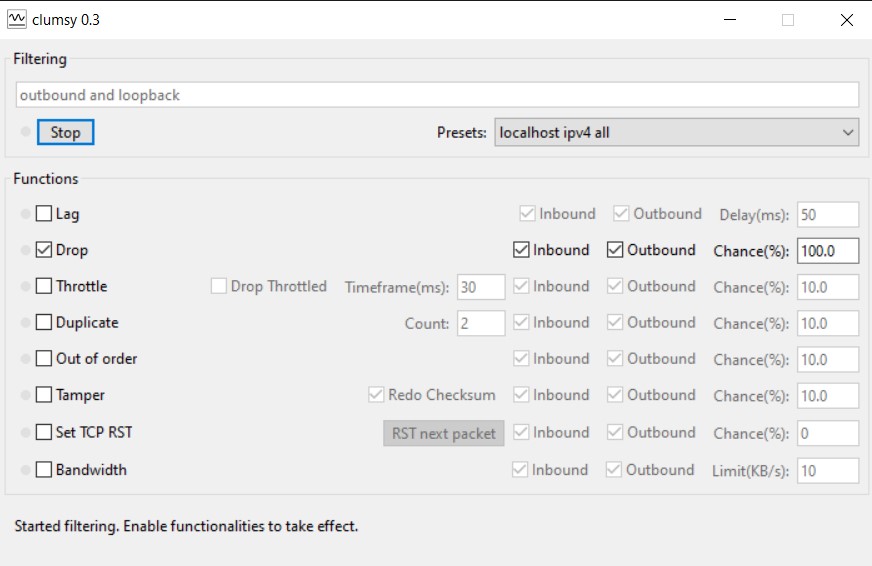 clumsy 0.3
Filtering
outbound and loopback
Stop Presets: localhost ipv4 all
Functions
Lag Inbound Outbound Delay(ms): 50
Drop Inbound Outbound Chance(%): 100.0
Throttle Drop Throttled Timeframe(ms): 30 Inbound Outbound Chance(%): 10.0
Duplicate Count: 2 Inbound Outbound Chance(%): 10.0
Out of order Inbound Outbound Chance(%): 10.0
Tamper Redo Checksum Inbound Outbound Chance(%): 10.0
Set TCP RST RST next packet Inbound Outbound Chance(%): 0
Bandwidth Inbound Outbound Limit(KB/s): 10
Started filtering. Enable functionalities to take effect.